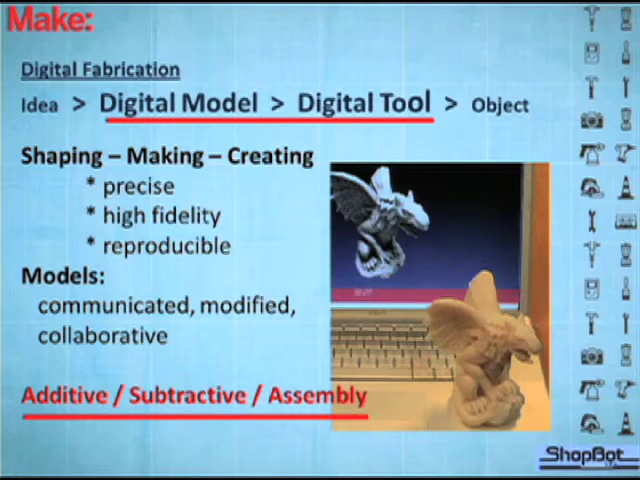 Make:
Digital Fabrication
Idea > Digital Model > Digital Tool > Object
Shaping – Making – Creating
* precise
* high fidelity
* reproducible
Models:
communicated, modified,
collaborative
Additive / Subtractive / Assembly
ShopBot